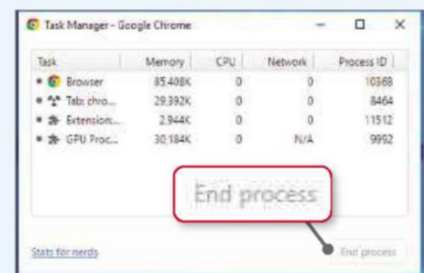 Task Manager - Google Chrome
Task Memory CPU Network Process ID
Browser 85,408K 0 0 10368
Tab: chro... 29,392K 0 0 8464
Extension:... 2,944K 0 0 11512
GPU Proc... 30,184K 0 N/A 9992
End process
Stats for nerds End process